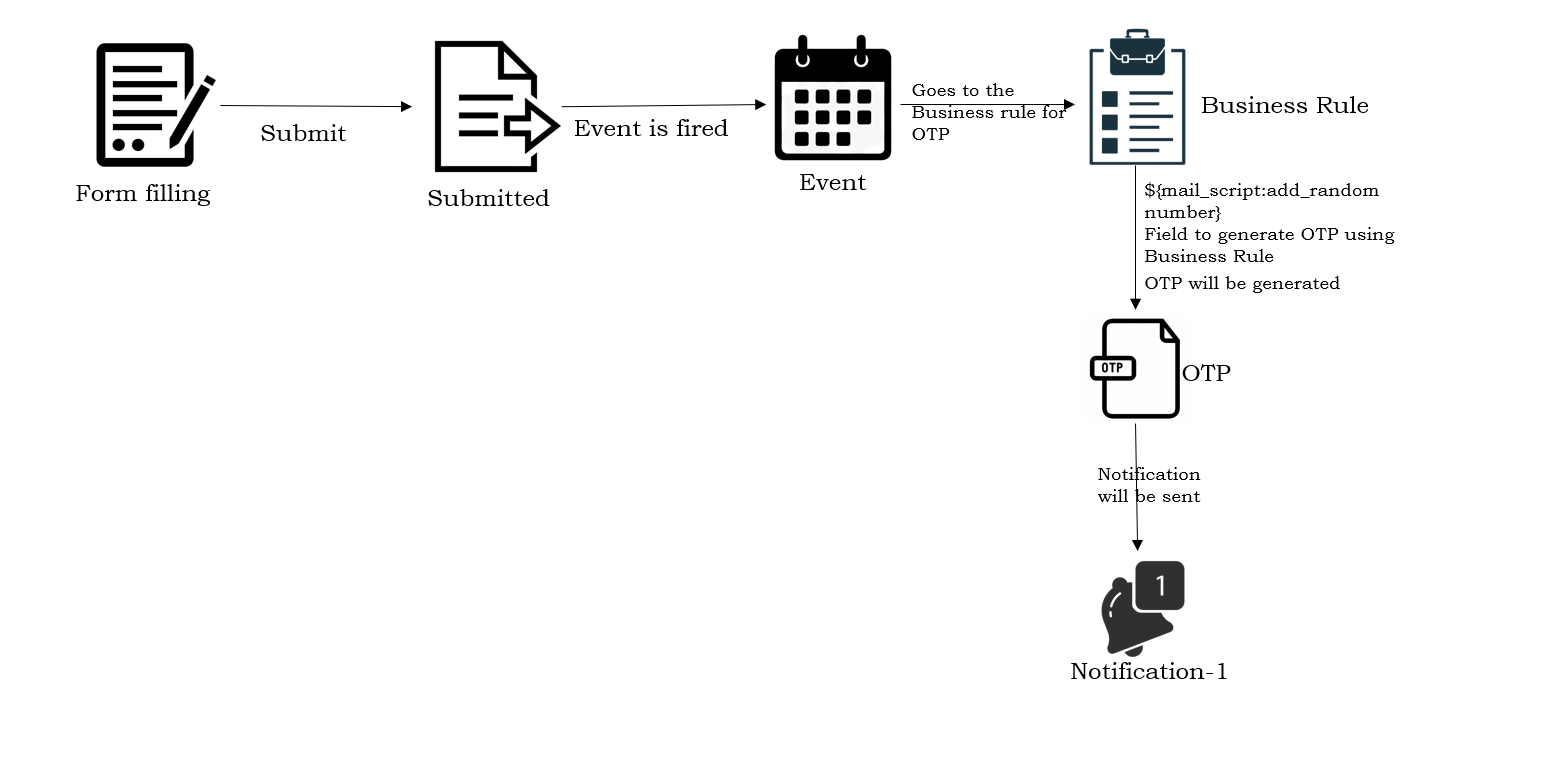 Submit
Form filling
Submitted
Event is fired
Event
Goes to the
Business rule for
OTP
Business Rule
${mail_script:add_random
number}
Field to generate OTP using
Business Rule
OTP will be generated
OTP
OTP
Notification
will be sent
1
Notification-1